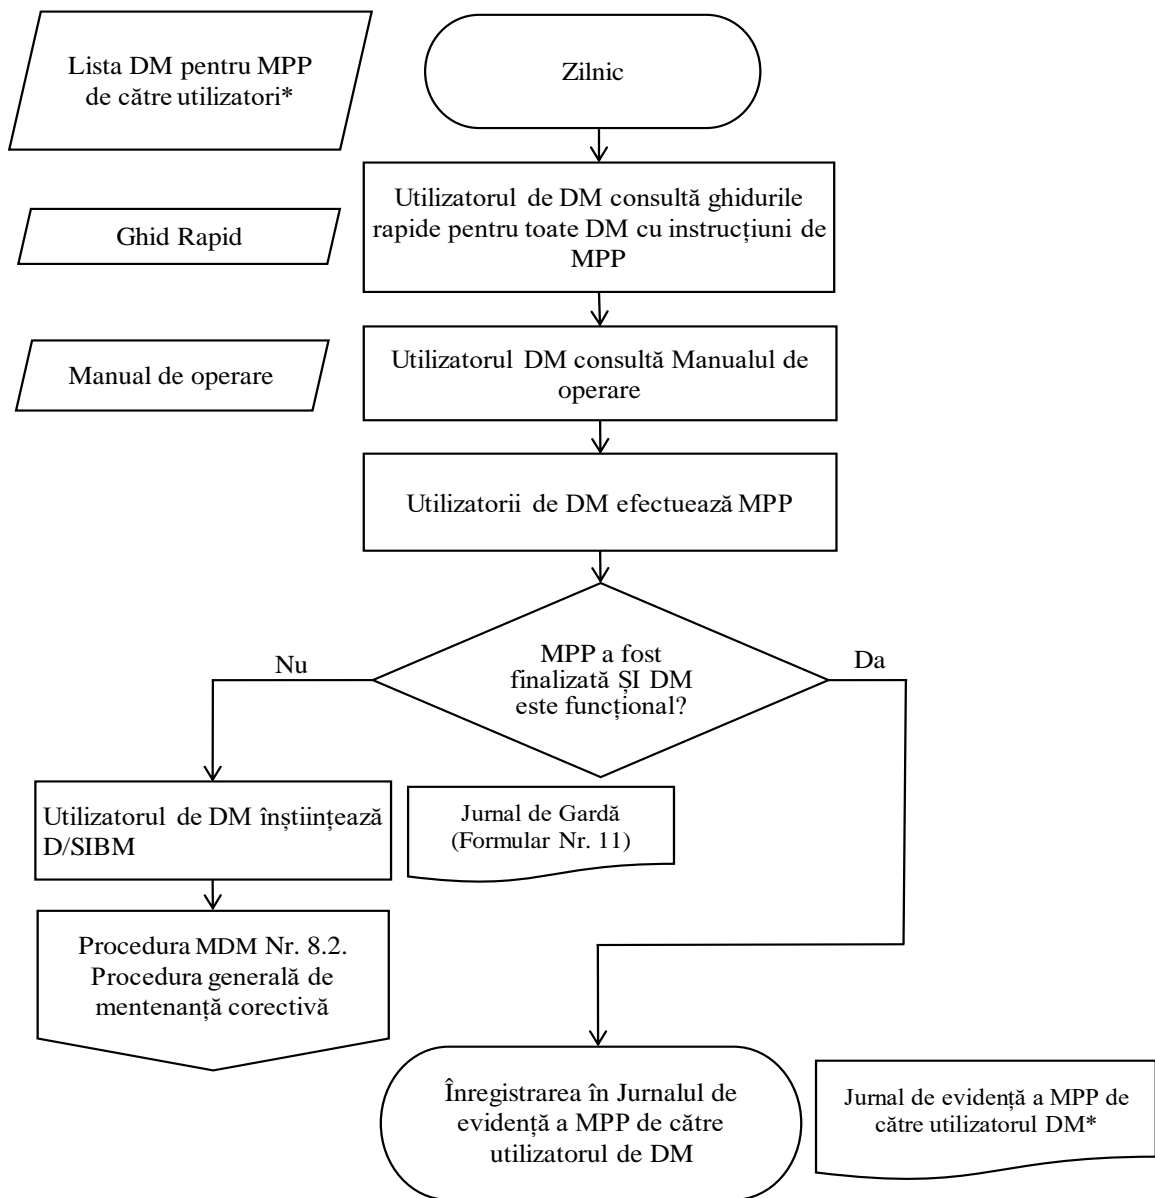 Lista DM pentru MPP
de către utilizatori*
Zilnic
Utilizatorul de DM consultă ghidurile
rapide pentru toate DM cu instrucțiuni de
MPP
Ghid Rapid
Utilizatorul DM consultă Manualul de
operare
Manual de operare
Utilizatorii de DM efectuează MPP
MPP a fost
finalizată ȘI DM
este funcțional?
Nu
Da
Utilizatorul de DM înștiințează
D/SIBM
Jurnal de Gardă
(Formular Nr. 11)
Procedura MDM Nr. 8.2.
Procedura generală de
mentenanță corectivă
Înregistrarea în Jurnalul de
evidență a MPP de către
utilizatorul de DM
Jurnal de evidență a MPP de
către utilizatorul DM*